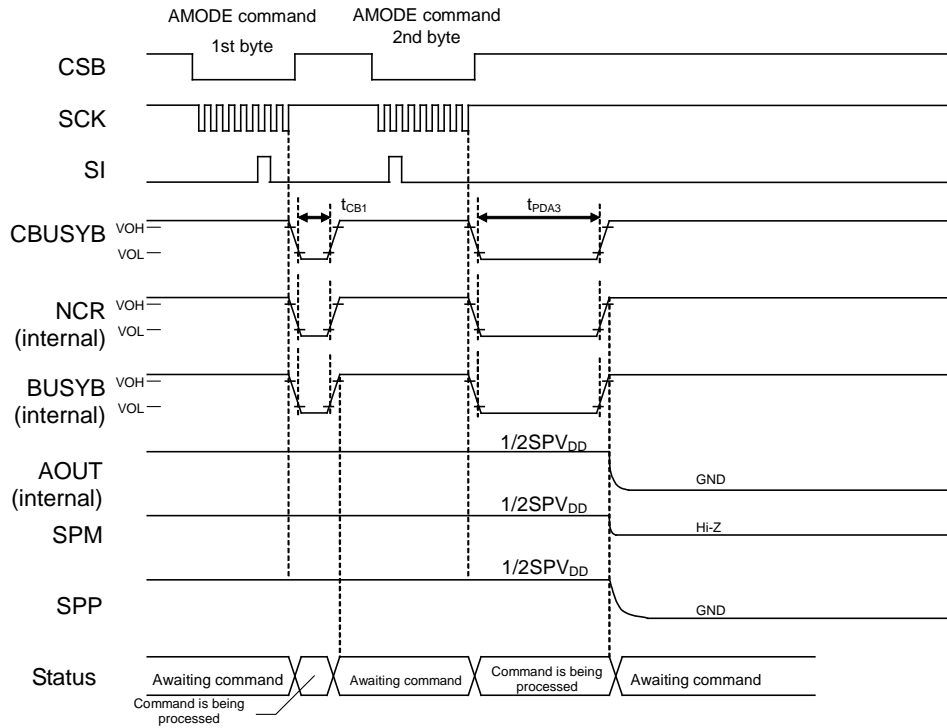 AMODE command
1st byte
AMODE command
2nd byte
CSB
SCK
SI
tCB1
tPDA3
CBUSYB
VOH
VOL
NCR
(internal)
VOH
VOL
BUSYB
(internal)
VOH
VOL
1/2SPVDD
AOUT
(internal)
GND
1/2SPVDD
SPM
Hi-Z
1/2SPVDD
SPP
GND
Status
Awaiting command
Command is being
processed
Awaiting command
Command is being
processed
Awaiting command